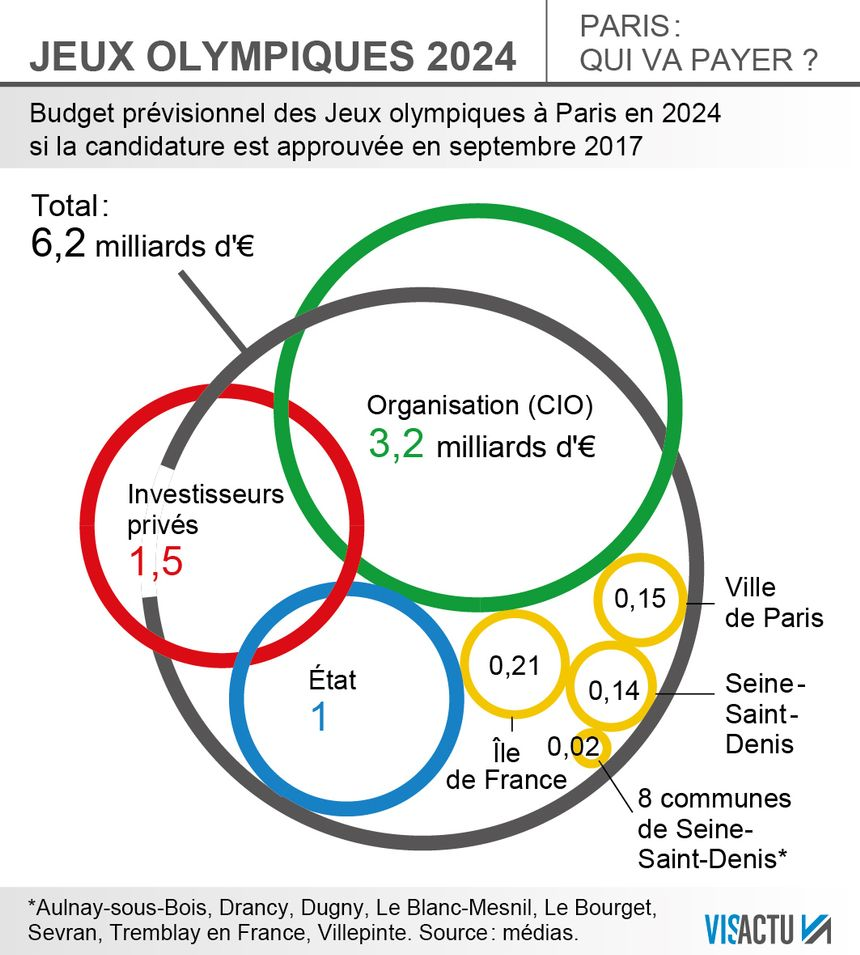 JEUX OLYMPIQUES 2024
PARIS :
QUI VA PAYER ?
Budget prévisionnel des Jeux olympiques à Paris en 2024
si la candidature est approuvée en septembre 2017
Total :
6,2 milliards d'€
Organisation (CIO)
3,2 milliards d'€
Investisseurs
privés
1,5
État
1
0,21
Île
de France
0,15
Ville
de Paris
0,14
Seine-
Saint-
Denis
0,02
8 communes
de Seine-
Saint-Denis*
*Aulnay-sous-Bois, Drancy, Dugny, Le Blanc-Mesnil, Le Bourget,
Sevran, Tremblay en France, Villepinte. Source : médias.
VISACTU